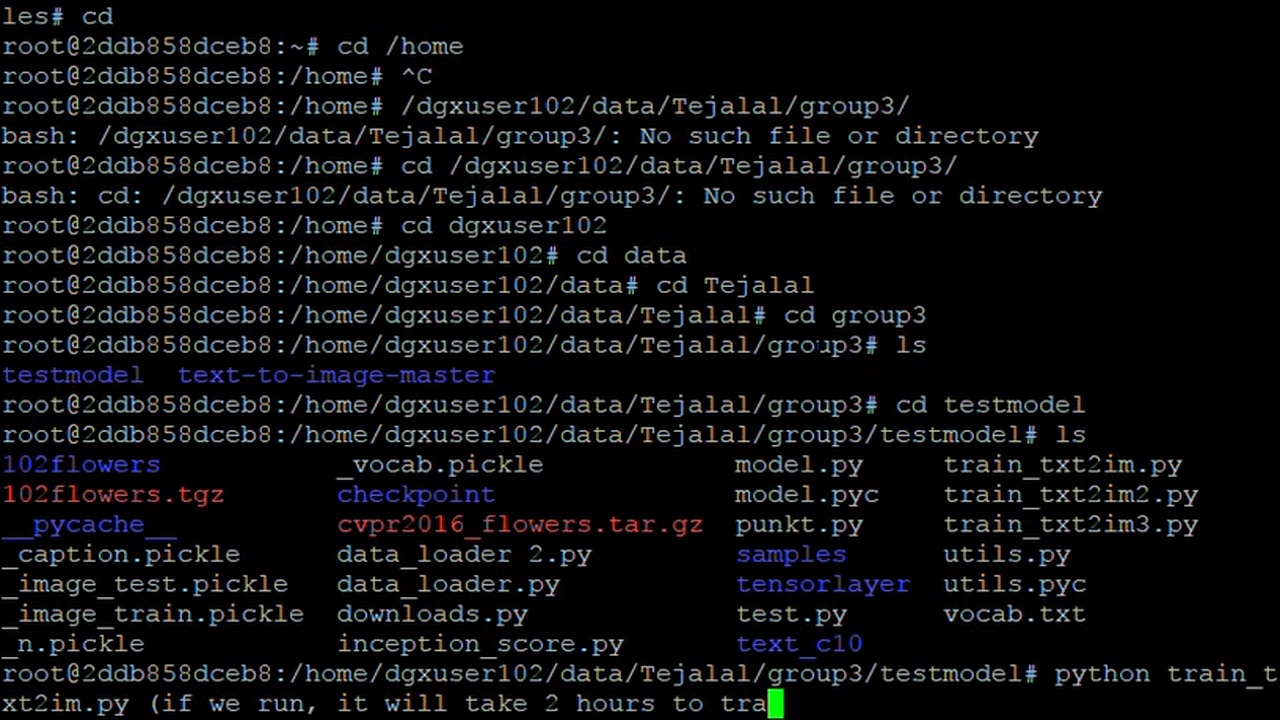 les# cd
root@2ddb858dceb8:~# cd /home
root@2ddb858dceb8:/home# ^C
root@2ddb858dceb8:/home# /dgxuser102/data/Tejalal/group3/
bash: /dgxuser102/data/Tejalal/group3/: No such file or directory
root@2ddb858dceb8:/home# cd /dgxuser102/data/Tejalal/group3/
bash: cd: /dgxuser102/data/Tejalal/group3/: No such file or directory
root@2ddb858dceb8:/home# cd dgxuser102
root@2ddb858dceb8:/home/dgxuser102# cd data
root@2ddb858dceb8:/home/dgxuser102/data# cd Tejalal
root@2ddb858dceb8:/home/dgxuser102/data/Tejalal# cd group3
root@2ddb858dceb8:/home/dgxuser102/data/Tejalal/group3# ls
testmodel  text-to-image-master
root@2ddb858dceb8:/home/dgxuser102/data/Tejalal/group3# cd testmodel
root@2ddb858dceb8:/home/dgxuser102/data/Tejalal/group3/testmodel# ls
102flowers           _vocab.pickle            model.py     train_txt2im.py
102flowers.tgz       checkpoint               model.pyc    train_txt2im2.py
__pycache__          cvpr2016_flowers.tar.gz  punkt.py     train_txt2im3.py
_caption.pickle      data_loader 2.py         samples      utils.py
_image_test.pickle   data_loader.py           tensorlayer  utils.pyc
_image_train.pickle  downloads.py             test.py      vocab.txt
_n.pickle            inception_score.py       text_c10
root@2ddb858dceb8:/home/dgxuser102/data/Tejalal/group3/testmodel# python train_t
xt2im.py (if we run, it will take 2 hours to tra